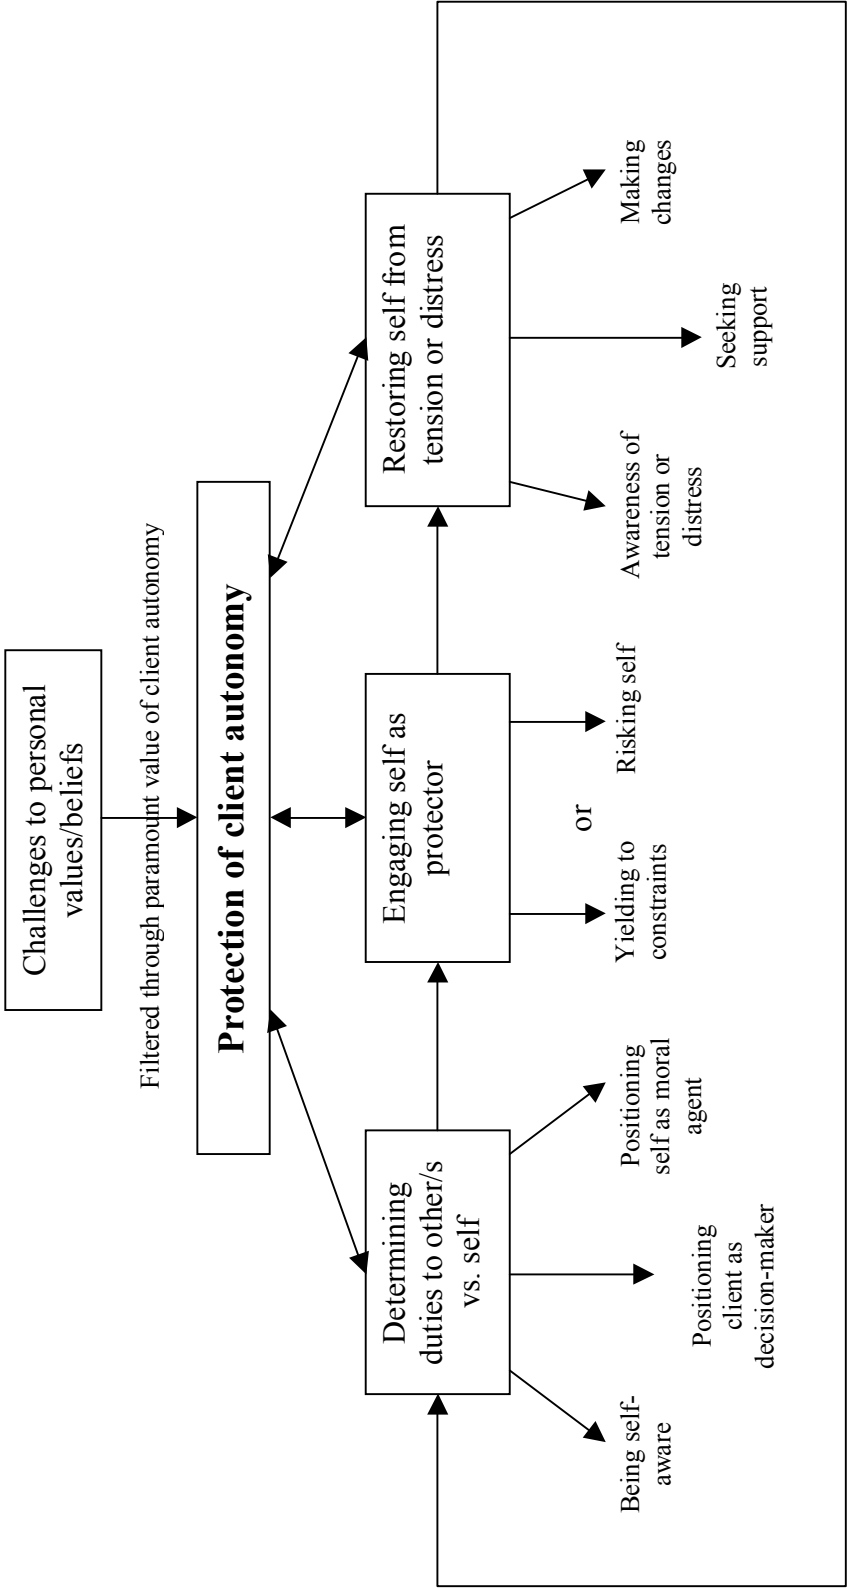 Challenges to personal
values/beliefs
Filtered through paramount value of client autonomy
Protection of client autonomy
Determining
duties to other/s
vs. self
Engaging self as
protector
Restoring self from
tension or distress
Being self-
aware
Positioning
client as
decision-maker
Positioning
self as moral
agent
Yielding to
constraints
or
Risking self
Awareness of
tension or
distress
Seeking
support
Making
changes